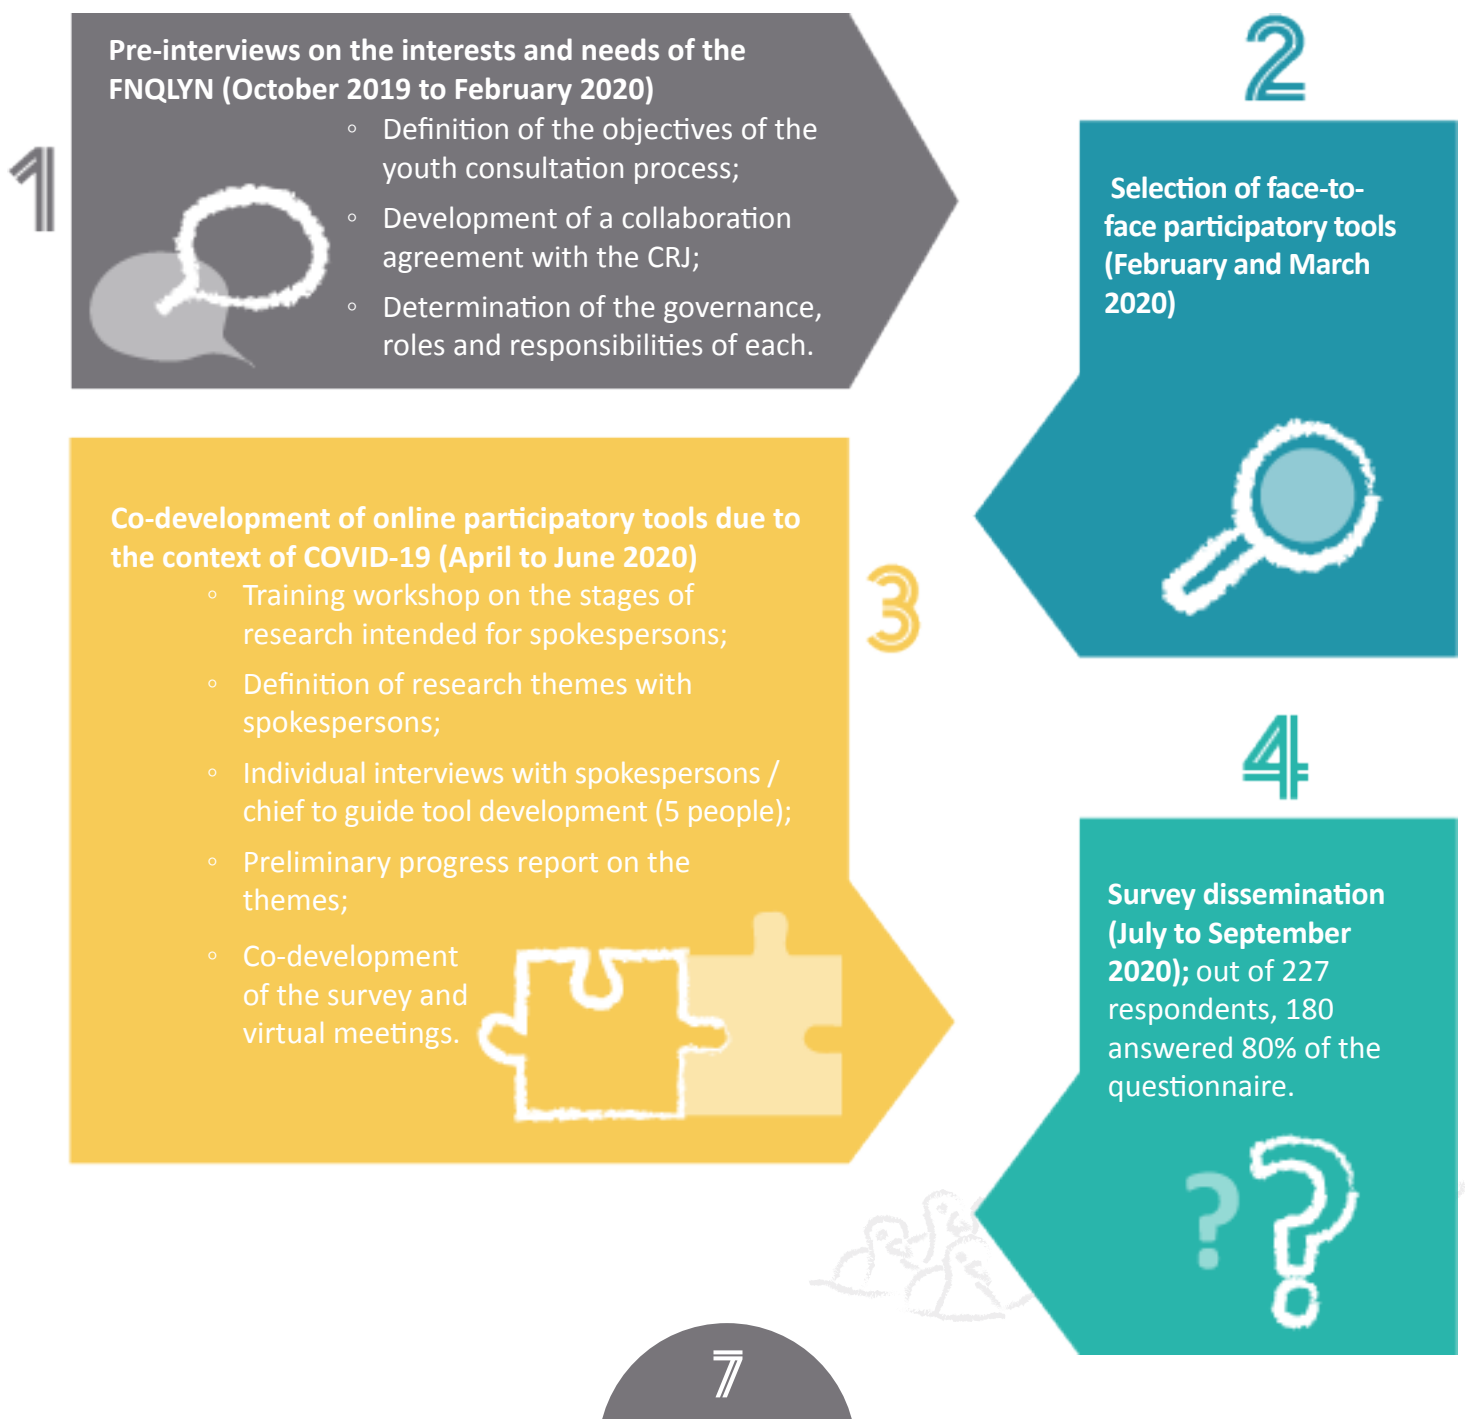 1
Pre-interviews on the interests and needs of the
FNQLYN (October 2019 to February 2020)
◦ Definition of the objectives of the
youth consultation process;
◦ Development of a collaboration
agreement with the CRJ;
◦ Determination of the governance,
roles and responsibilities of each.
2
Selection of face-to-
face participatory tools
(February and March
2020)
3
Co-development of online participatory tools due to
the context of COVID-19 (April to June 2020)
◦ Training workshop on the stages of
research intended for spokespersons;
◦ Definition of research themes with
spokespersons;
◦ Individual interviews with spokespersons /
chief to guide tool development (5 people);
◦ Preliminary progress report on the
themes;
◦ Co-development
of the survey and
virtual meetings.
4
Survey dissemination
(July to September
2020); out of 227
respondents, 180
answered 80% of the
questionnaire.
? ?
7